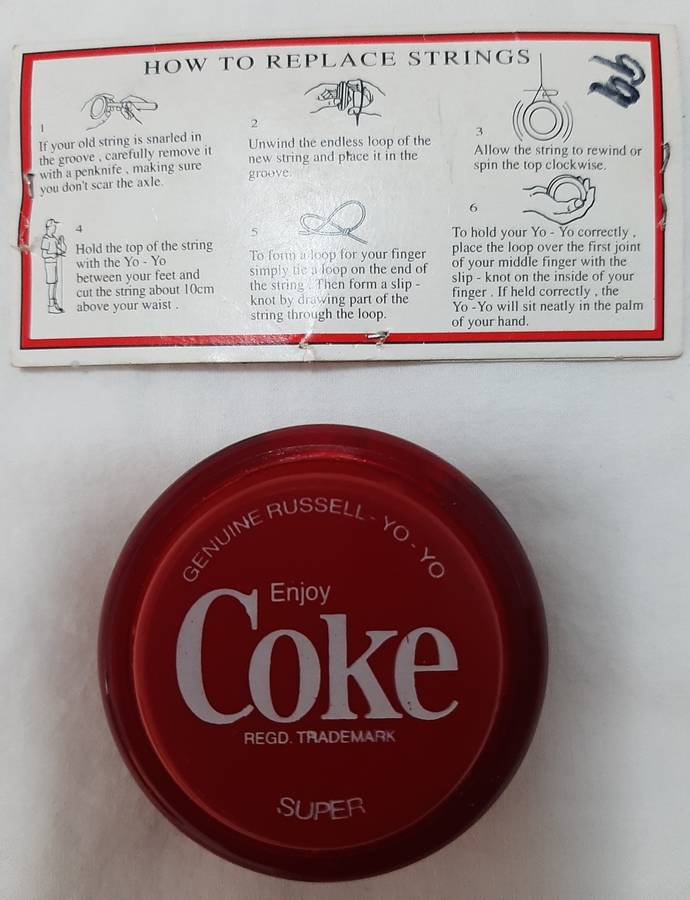 HOW TO REPLACE STRINGS
99
1
If your old string is snarled in
the groove , carefully remove it
with a penknife , making sure
you don't scar the axle.
2
Unwind the endless loop of the
new string and place it in the
groove.
3
Allow the string to rewind or
spin the top clockwise.
4
Hold the top of the string
with the Yo - Yo
between your feet and
cut the string about 10cm
above your waist .
5
To form a loop for your finger
simply tie a loop on the end of
the string . Then form a slip -
knot by drawing part of the
string through the loop.
6
To hold your Yo - Yo correctly ,
place the loop over the first joint
of your middle finger with the
slip - knot on the inside of your
finger . If held correctly , the
Yo -Yo will sit neatly in the palm
of your hand.
GENUINE RUSSELL - YO - YO
Enjoy
Coke
REGD. TRADEMARK
SUPER